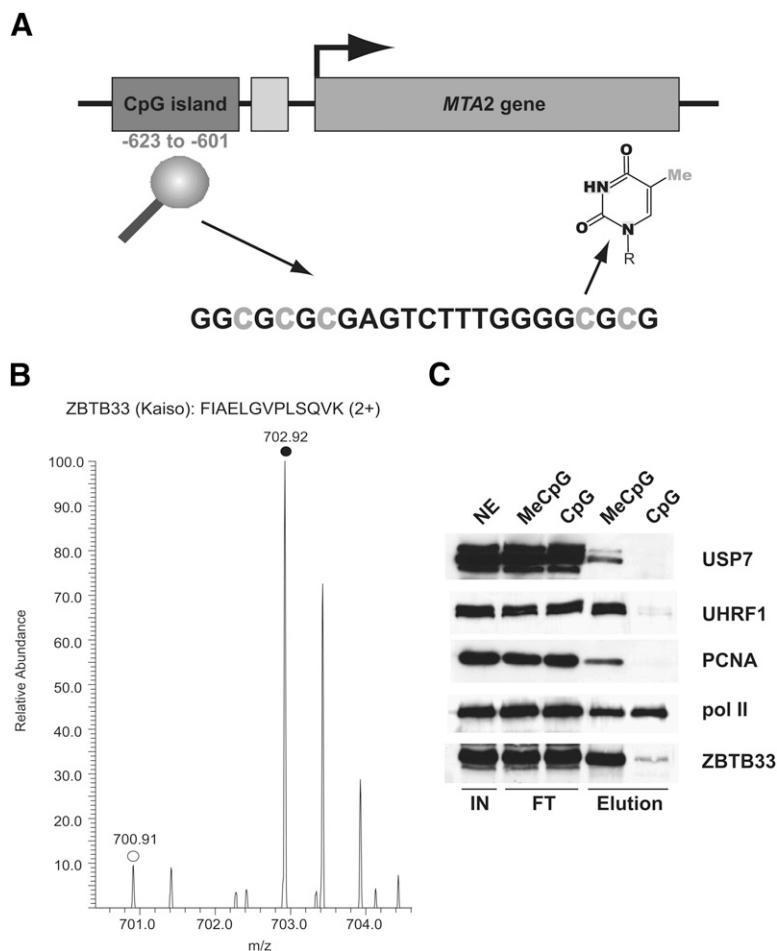 A
CpG island
MTA2 gene
-623 to -601
O
Me
HN
O
N
R
GGCGCGCGAGTCTTTGGGGCGCG
B
ZBTB33 (Kaiso): FIAELGVPLSQVK (2+)
702.92
100.0
90.0
80.0
70.0
60.0
50.0
40.0
30.0
20.0
10.0
Relative Abundance
700.91
701.0 702.0 703.0 704.0
m/z
C
NE MeCpG CpG MeCpG CpG
USP7
UHRF1
PCNA
pol II
ZBTB33
IN FT Elution